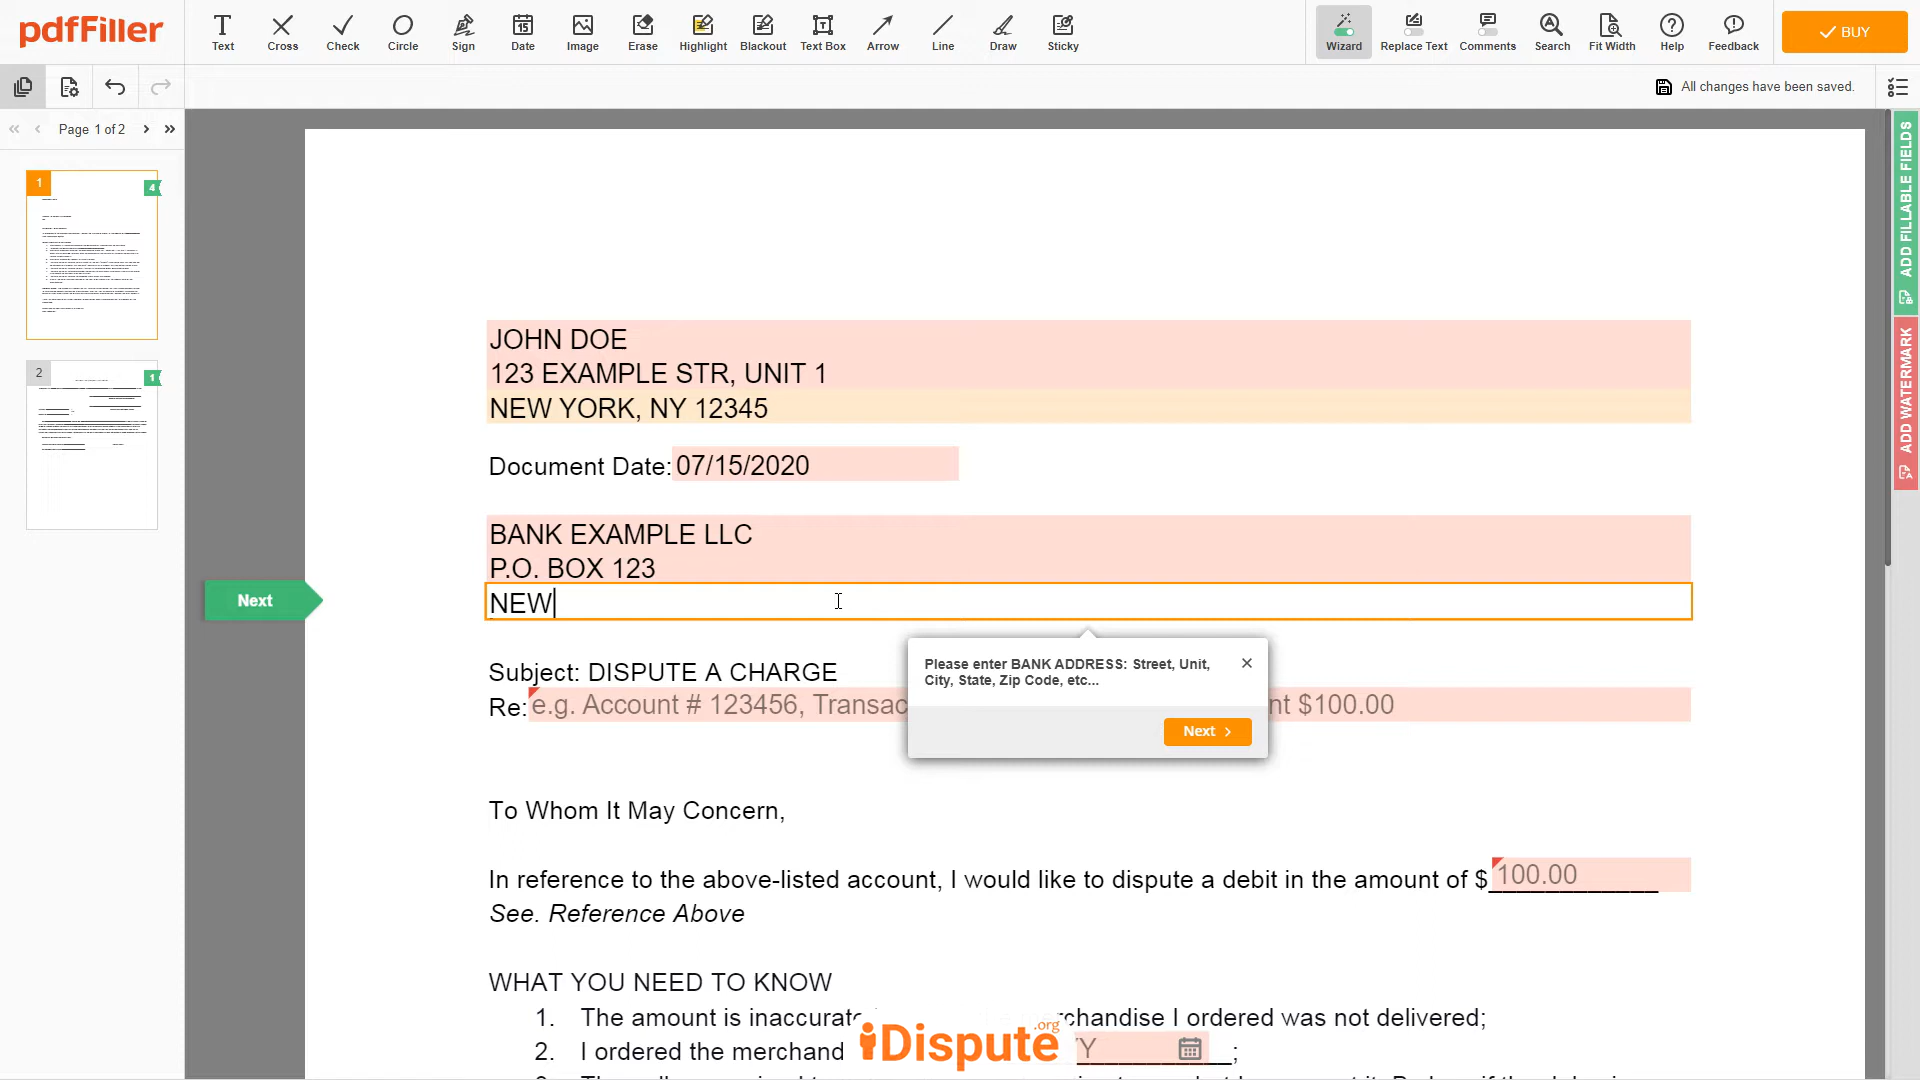 pdfFiller
Text Cross Check Circle Sign Date Image Erase Highlight Blackout Text Box Arrow Line Draw Sticky
Wizard Replace Text Comments Search Fit Width Help Feedback
BUY
All changes have been saved.
Page 1 of 2
1
4
2
1
ADD FILLABLE FIELDS
ADD WATERMARK
JOHN DOE
123 EXAMPLE STR, UNIT 1
NEW YORK, NY 12345
Document Date: 07/15/2020
BANK EXAMPLE LLC
P.O. BOX 123
Next
NEW
Please enter BANK ADDRESS: Street, Unit,
City, State, Zip Code, etc...
Next
Subject: DISPUTE A CHARGE
Re: e.g. Account # 123456, Transac nt $100.00
To Whom It May Concern,
In reference to the above-listed account, I would like to dispute a debit in the amount of $ 100.00
See. Reference Above
WHAT YOU NEED TO KNOW
1. The amount is inaccurate rchandise I ordered was not delivered;
2. I ordered the merchand Y ;
iDispute.org